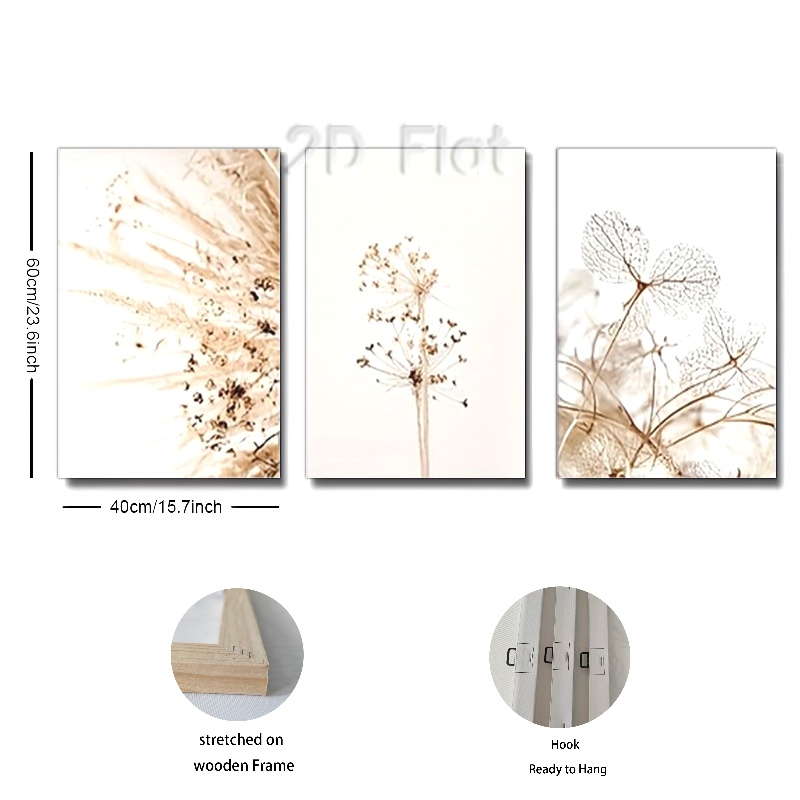 2D Flat
60cm/23.6inch
40cm/15.7inch
stretched on
wooden Frame
Hook
Ready to Hang